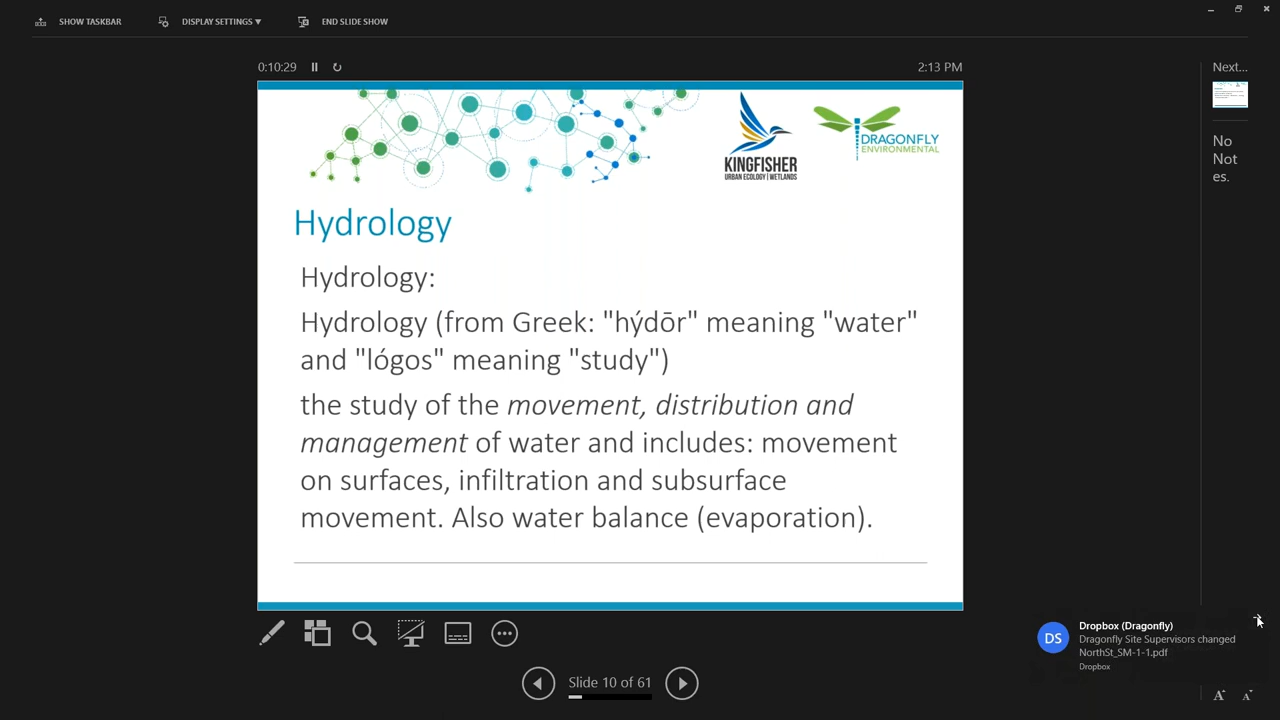 SHOW TASKBAR
DISPLAY SETTINGS ▾
END SLIDE SHOW
0:10:29
2:13 PM
Next...
KINGFISHER
URBAN ECOLOGY | WETLANDS
DRAGONFLY
ENVIRONMENTAL
No
Not
es.
Hydrology
Hydrology:
Hydrology (from Greek: "hýdōr" meaning "water"
and "lógos" meaning "study")
the study of the movement, distribution and
management of water and includes: movement
on surfaces, infiltration and subsurface
movement. Also water balance (evaporation).
DS
Dropbox (Dragonfly)
Dragonfly Site Supervisors changed
NorthSt_SM-1-1.pdf
Dropbox
Slide 10 of 61
A A